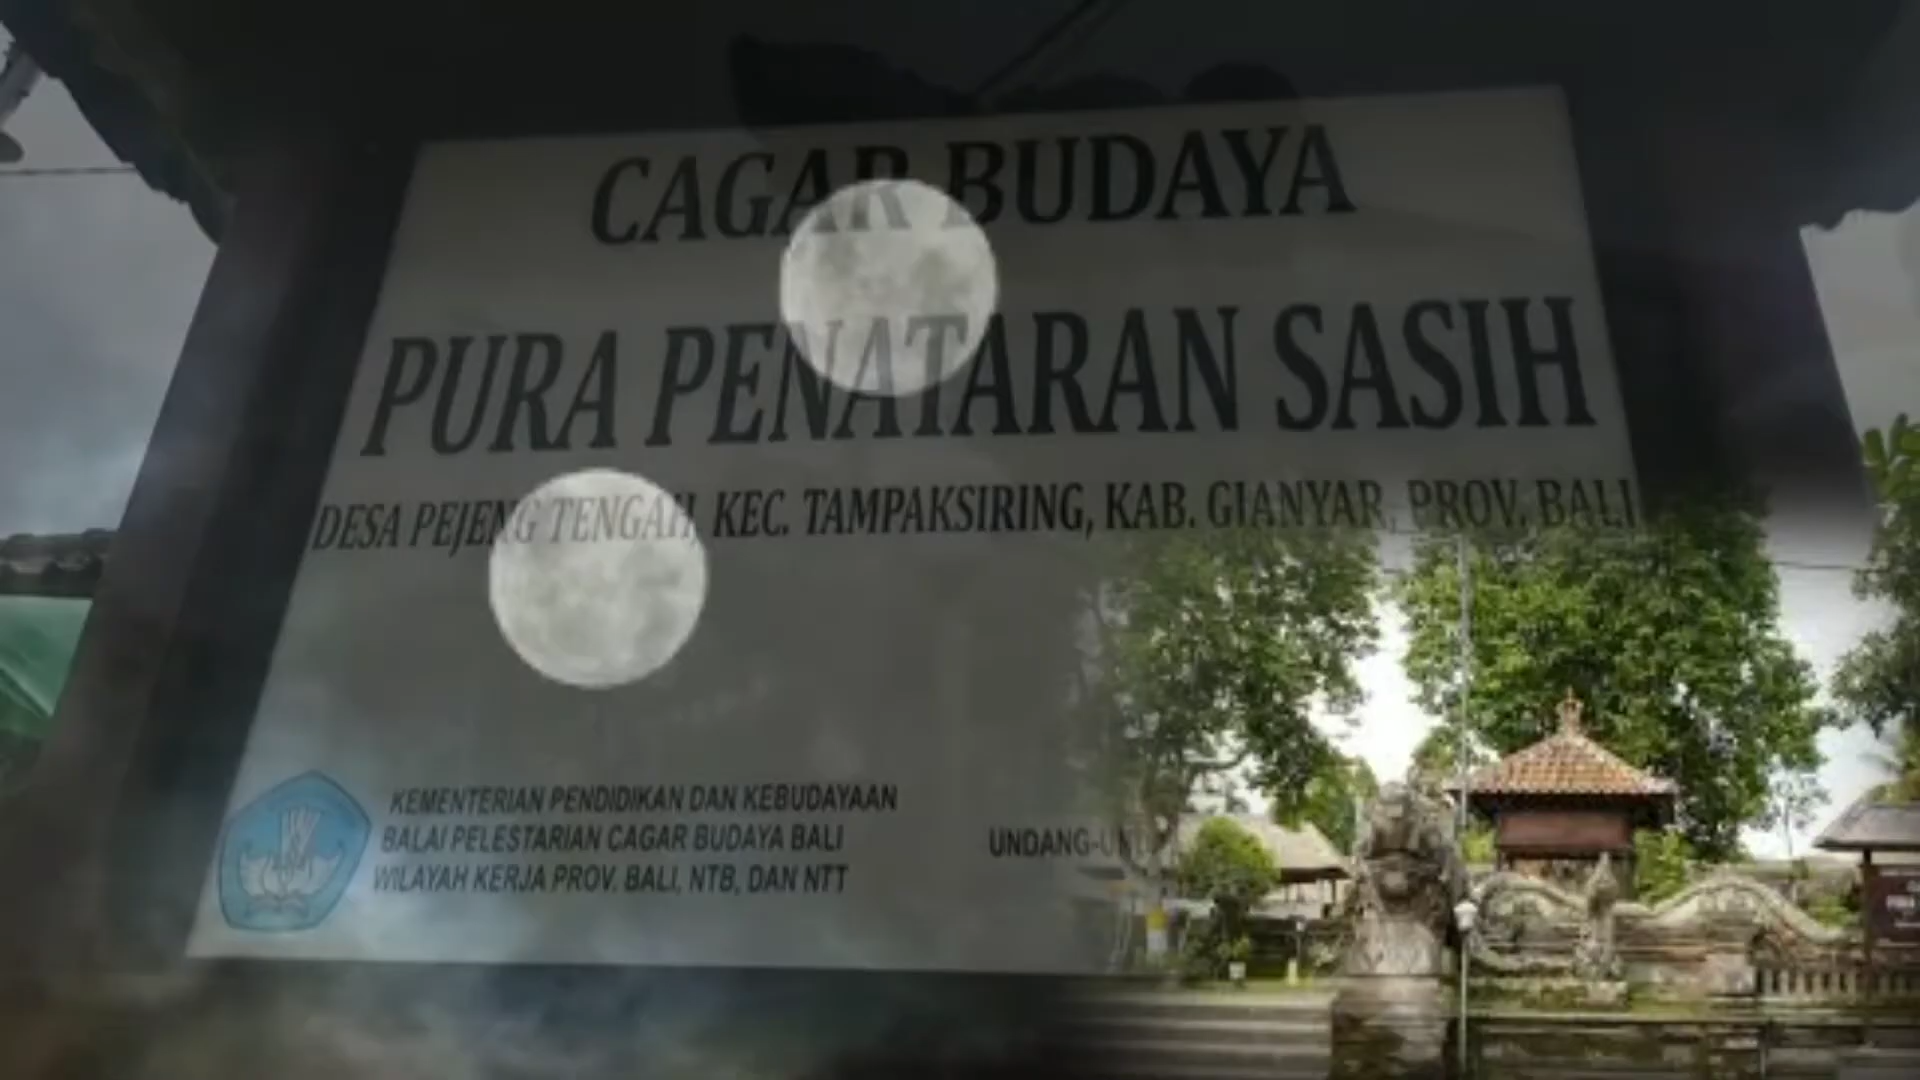 CAGAR BUDAYA
PURA PENATARAN SASIH
DESA PEJENG TENGAH, KEC. TAMPAKSIRING, KAB. GIANYAR, PROV. BALI
KEMENTERIAN PENDIDIKAN DAN KEBUDAYAAN
BALAI PELESTARIAN CAGAR BUDAYA BALI
WILAYAH KERJA PROV. BALI, NTB, DAN NTT